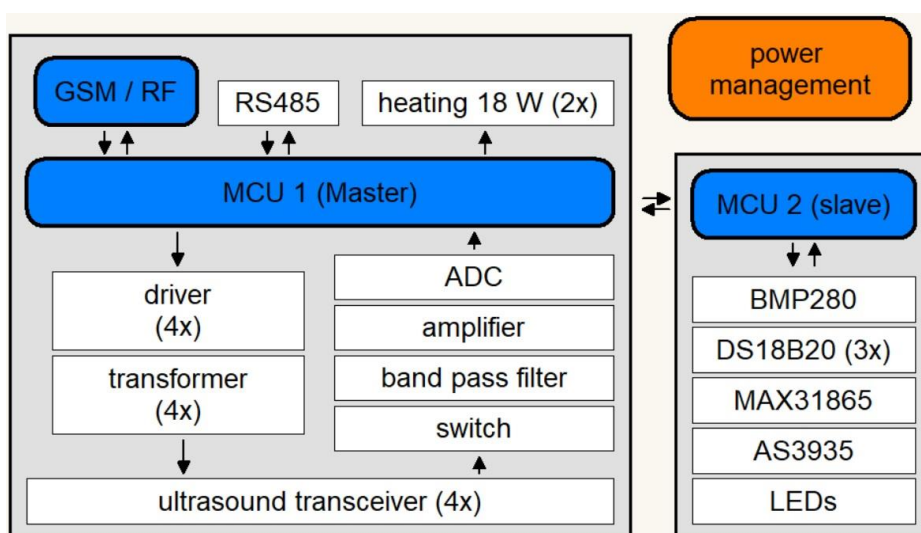 GSM / RF
RS485
heating 18 W (2x)
power
management
MCU 1 (Master)
MCU 2 (slave)
driver
(4x)
transformer
(4x)
ADC
amplifier
band pass filter
switch
ultrasound transceiver (4x)
BMP280
DS18B20 (3x)
MAX31865
AS3935
LEDs